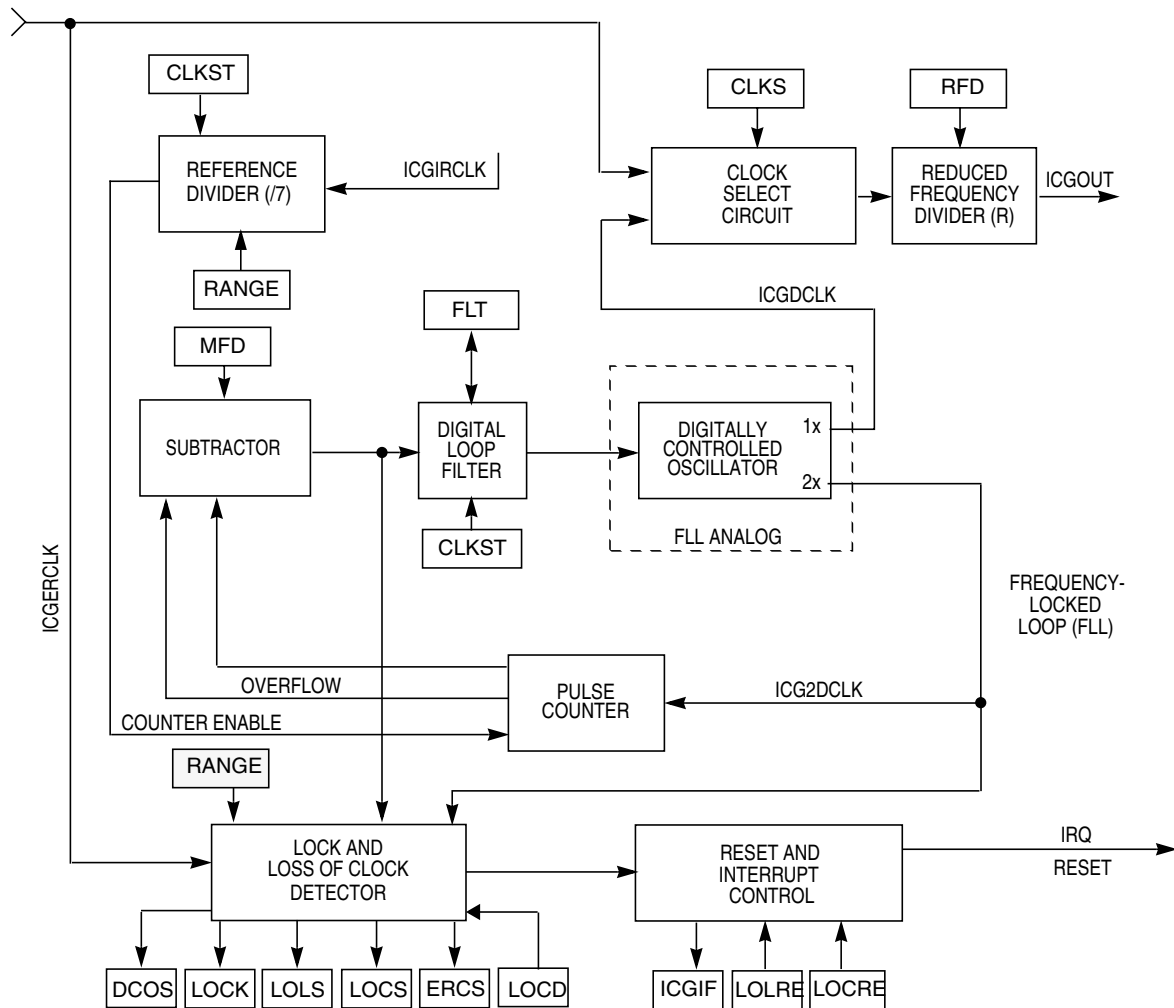 CLKST
CLKS
RFD
REFERENCE
DIVIDER (/7)
ICGIRCLK
CLOCK
SELECT
CIRCUIT
REDUCED
FREQUENCY
DIVIDER (R)
ICGOUT
RANGE
ICGDCLK
FLT
MFD
SUBTRACTOR
DIGITAL
LOOP
FILTER
DIGITALLY
CONTROLLED
OSCILLATOR
1x
2x
FLL ANALOG
CLKST
ICGERCLK
FREQUENCY-
LOCKED
LOOP (FLL)
OVERFLOW
PULSE
COUNTER
ICG2DCLK
COUNTER ENABLE
RANGE
LOCK AND
LOSS OF CLOCK
DETECTOR
RESET AND
INTERRUPT
CONTROL
IRQ
RESET
DCOS
LOCK
LOLS
LOCS
ERCS
LOCD
ICGIF
LOLRE
LOCRE